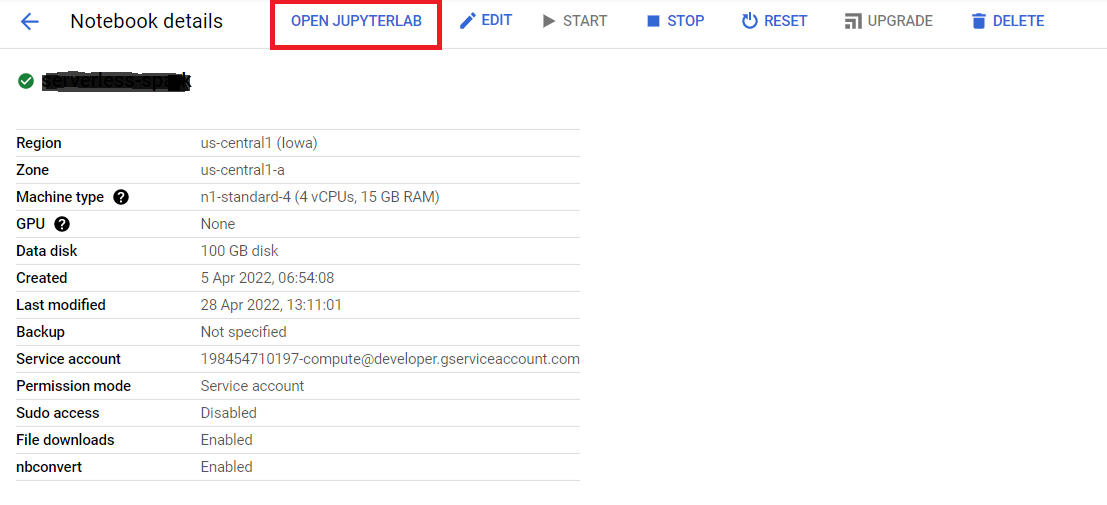 Notebook details OPEN JUPYTERLAB EDIT START STOP RESET UPGRADE DELETE
Region us-central1 (Iowa)
Zone us-central1-a
Machine type ? n1-standard-4 (4 vCPUs, 15 GB RAM)
GPU ? None
Data disk 100 GB disk
Created 5 Apr 2022, 06:54:08
Last modified 28 Apr 2022, 13:11:01
Backup Not specified
Service account 198454710197-compute@developer.gserviceaccount.com
Permission mode Service account
Sudo access Disabled
File downloads Enabled
nbconvert Enabled